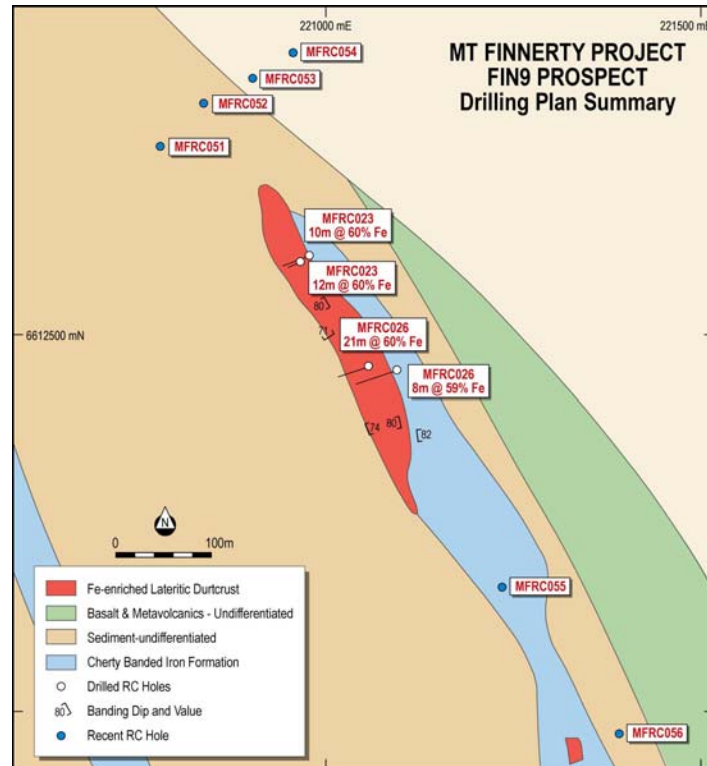 221000 mE
221500 mE
MT FINNERTY PROJECT
FIN9 PROSPECT
Drilling Plan Summary
MFRC054
MFRC053
MFRC052
MFRC051
MFRC023
10m @ 60% Fe
MFRC023
12m @ 60% Fe
80
71
6612500 mN
MFRC026
21m @ 60% Fe
MFRC026
8m @ 59% Fe
74
80
82
N
0
100m
MFRC055
Fe-enriched Lateritic Durtcrust
Basalt & Metavolcanics - Undifferentiated
Sediment-undifferentiated
Cherty Banded Iron Formation
Drilled RC Holes
80
Banding Dip and Value
Recent RC Hole
MFRC056